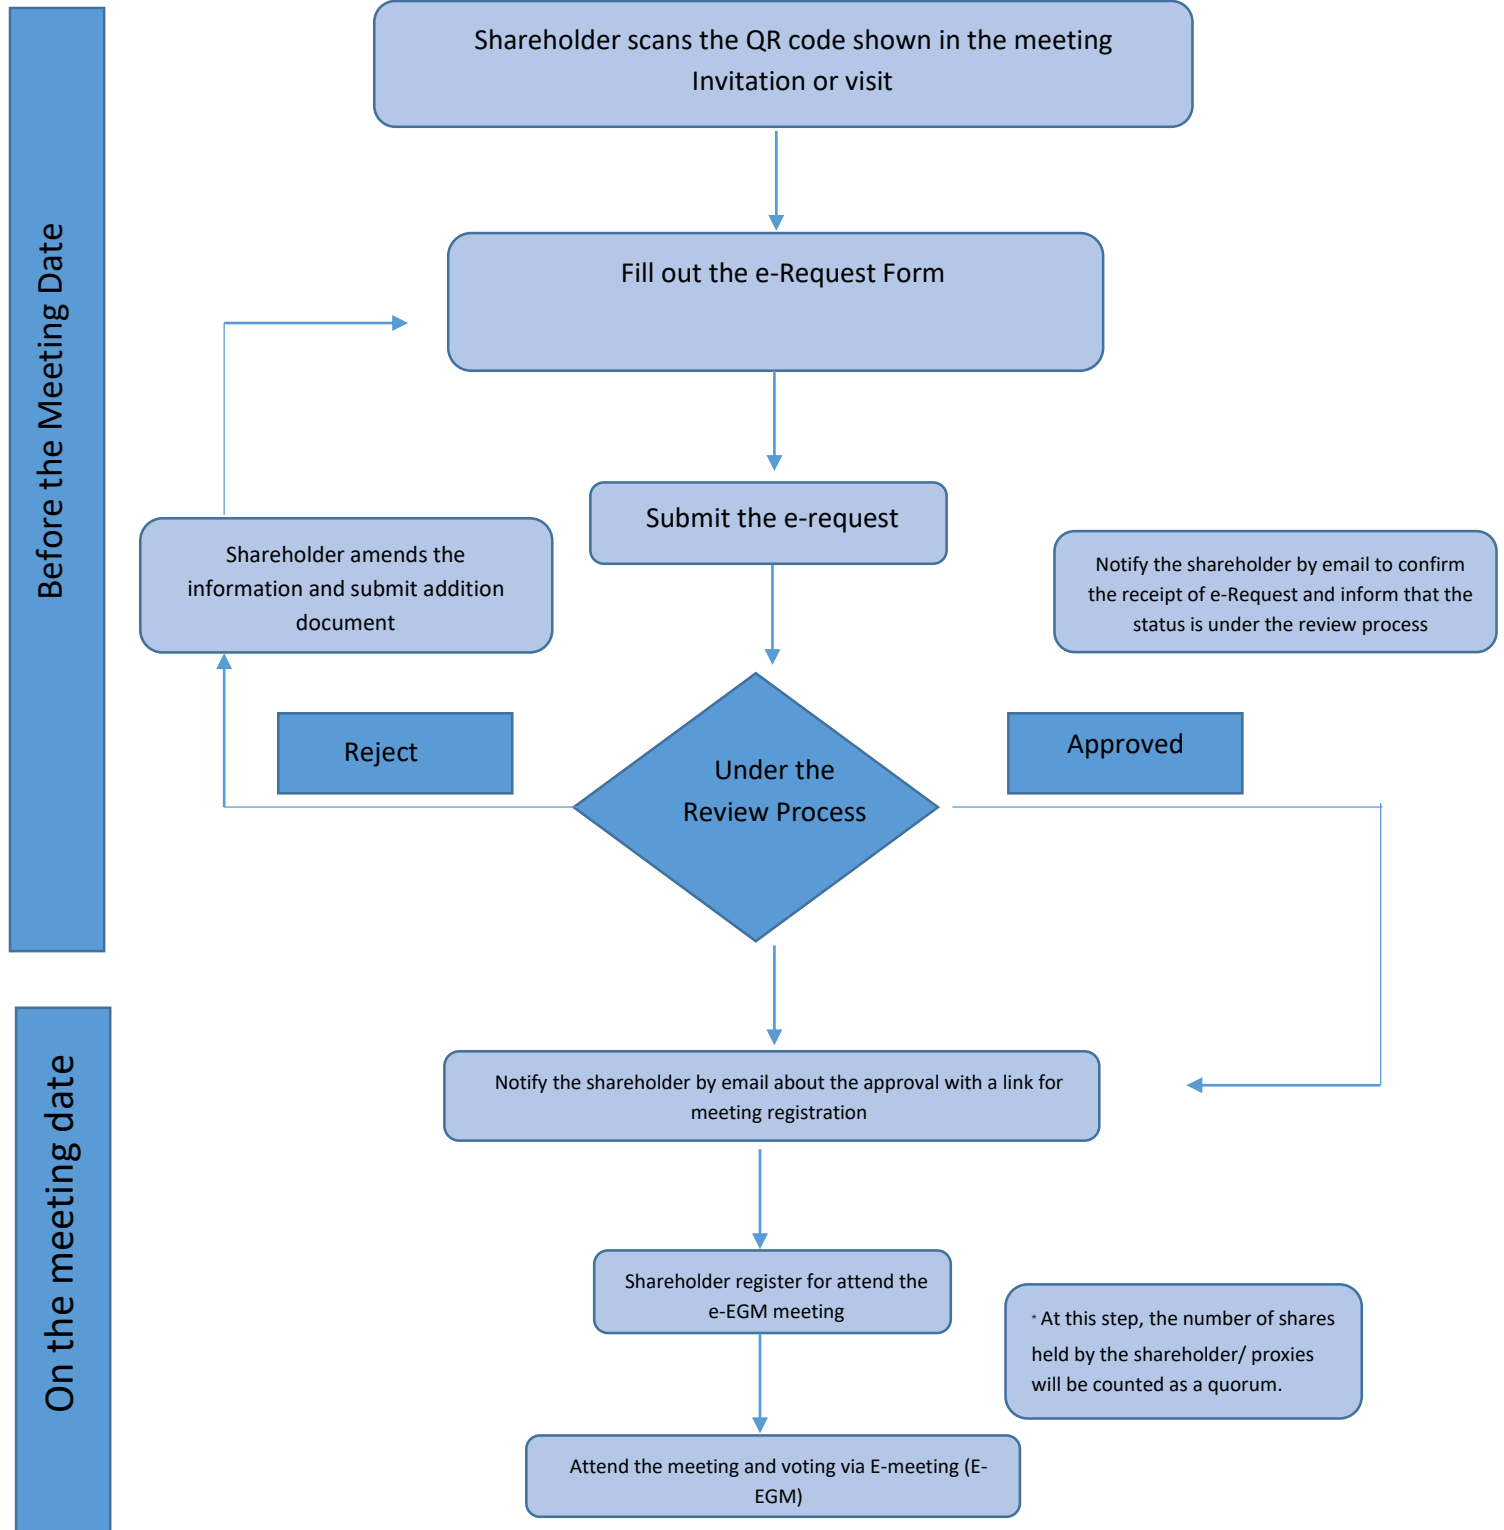 Before the Meeting Date
Shareholder scans the QR code shown in the meeting
Invitation or visit
Fill out the e-Request Form
Submit the e-request
Shareholder amends the
information and submit addition
document
Notify the shareholder by email to confirm
the receipt of e-Request and inform that the
status is under the review process
Reject
Under the
Review Process
Approved
On the meeting date
Notify the shareholder by email about the approval with a link for
meeting registration
Shareholder register for attend the
e-EGM meeting
* At this step, the number of shares
held by the shareholder/ proxies
will be counted as a quorum.
Attend the meeting and voting via E-meeting (E-
EGM)